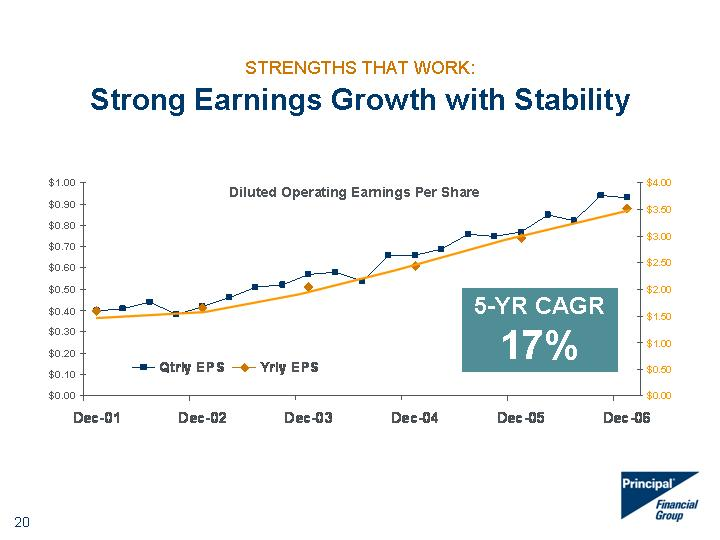 STRENGTHS THAT WORK:
Strong Earnings Growth with Stability
Diluted Operating Earnings Per Share
$1.00
$0.90
$0.80
$0.70
$0.60
$0.50
$0.40
$0.30
$0.20
$0.10
$0.00
$4.00
$3.50
$3.00
$2.50
$2.00
$1.50
$1.00
$0.50
$0.00
5-YR CAGR
17%
Qtrly EPS
Yrly EPS
Dec-01 Dec-02 Dec-03 Dec-04 Dec-05 Dec-06
Principal
Financial
Group
20